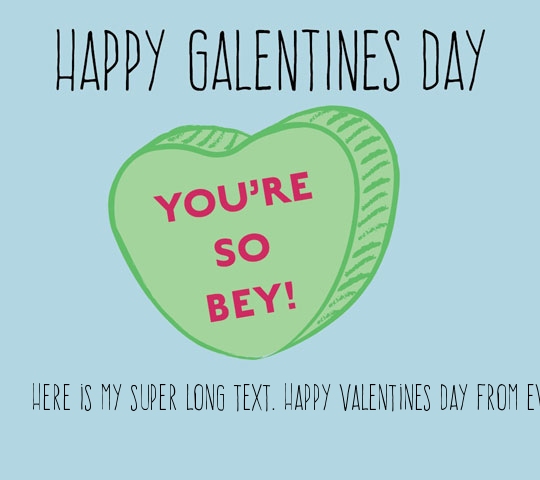 HAPPY GALENTINES DAY
YOU'RE
SO
BEY!
HERE IS MY SUPER LONG TEXT. HAPPY VALENTINES DAY FROM